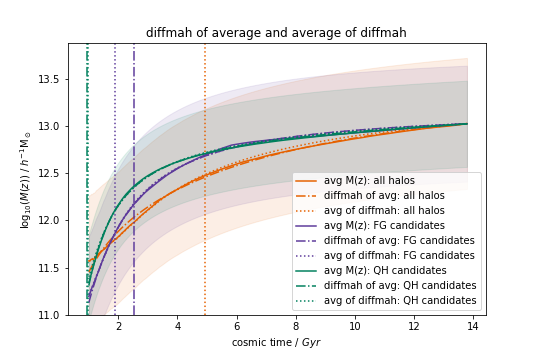 diffmah of average and average of diffmah
log₁₀(M(z)) / h⁻¹M☉
13.5
13.0
12.5
12.0
11.5
11.0
avg M(z): all halos
diffmah of avg: all halos
avg of diffmah: all halos
avg M(z): FG candidates
diffmah of avg: FG candidates
avg of diffmah: FG candidates
avg M(z): QH candidates
diffmah of avg: QH candidates
avg of diffmah: QH candidates
2 4 6 8 10 12 14
cosmic time / Gyr